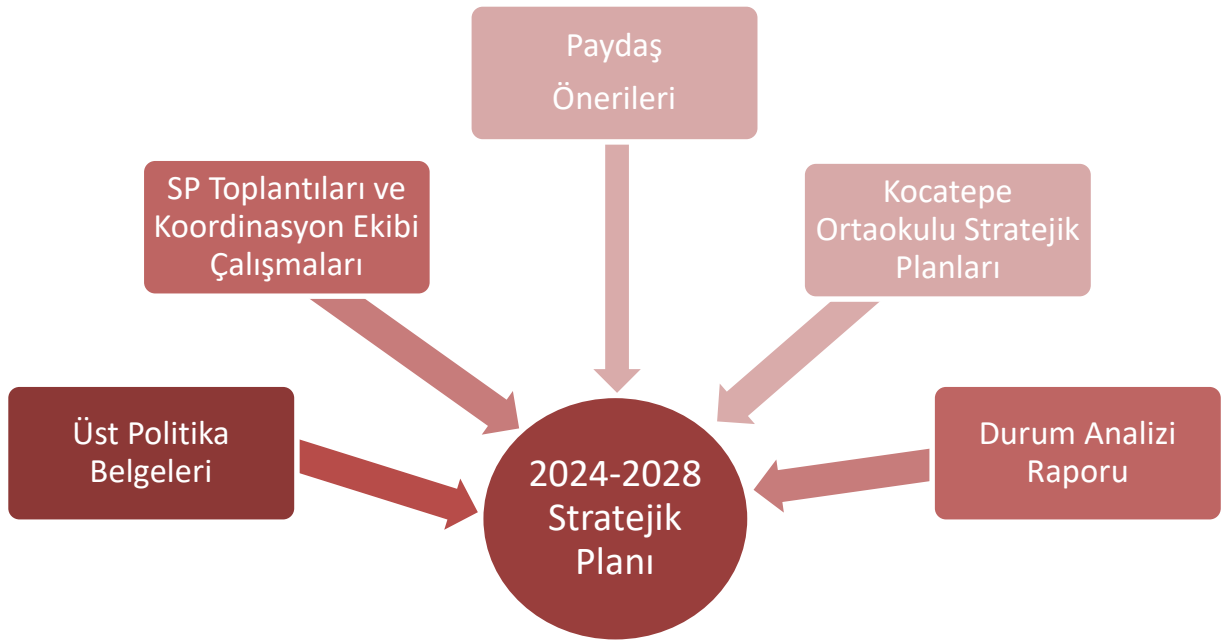 Paydaş
Önerileri
SP Toplantıları ve
Koordinasyon Ekibi
Çalışmaları
Kocatepe
Ortaokulu Stratejik
Planları
Üst Politika
Belgeleri
2024-2028
Stratejik
Planı
Durum Analizi
Raporu